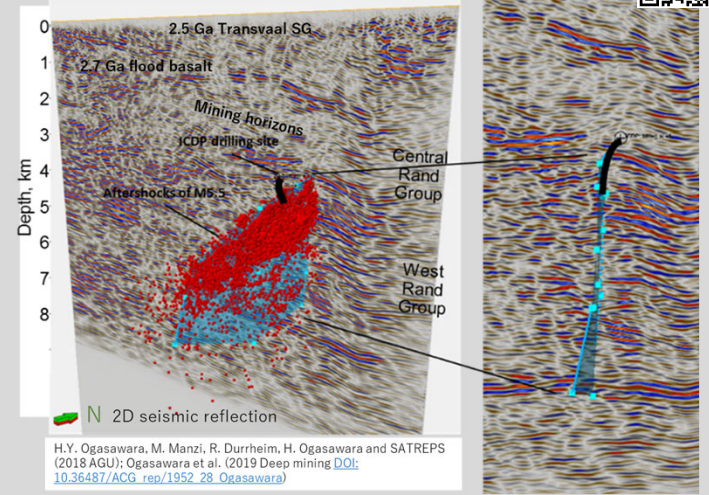 0
2.5 Ga Transvaal SG
1
2.7 Ga flood basalt
2
Mining horizons
3
ICDP drilling site
4
Central
Rand
Group
Aftershocks of M5.5
5
Depth, km
6
7
West
Rand
Group
8
N 2D seismic reflection
H.Y. Ogasawara, M. Manzi, R. Durrheim, H. Ogasawara and SATREPS
(2018 AGU); Ogasawara et al. (2019 Deep mining DOI:
10.36487/ACG_rep/1952_28_Ogasawara)